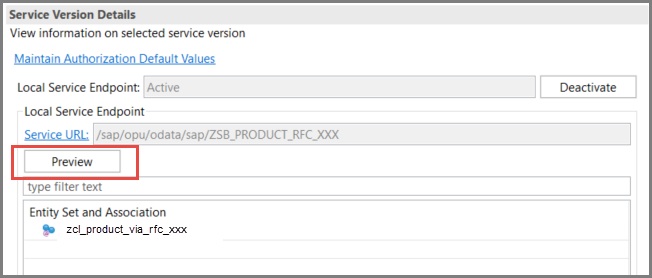 Service Version Details
View information on selected service version
Maintain Authorization Default Values
Local Service Endpoint: Active Deactivate
Local Service Endpoint
Service URL: /sap/opu/odata/sap/ZSB_PRODUCT_RFC_XXX
Preview
type filter text
Entity Set and Association
zcl_product_via_rfc_xxx